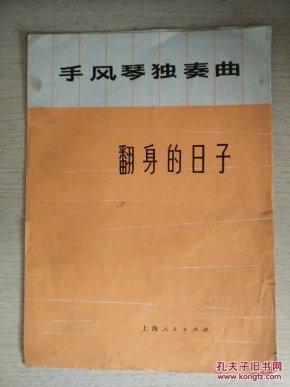 手风琴独奏曲
翻身的日子
上海人民出版社
孔夫子旧书网